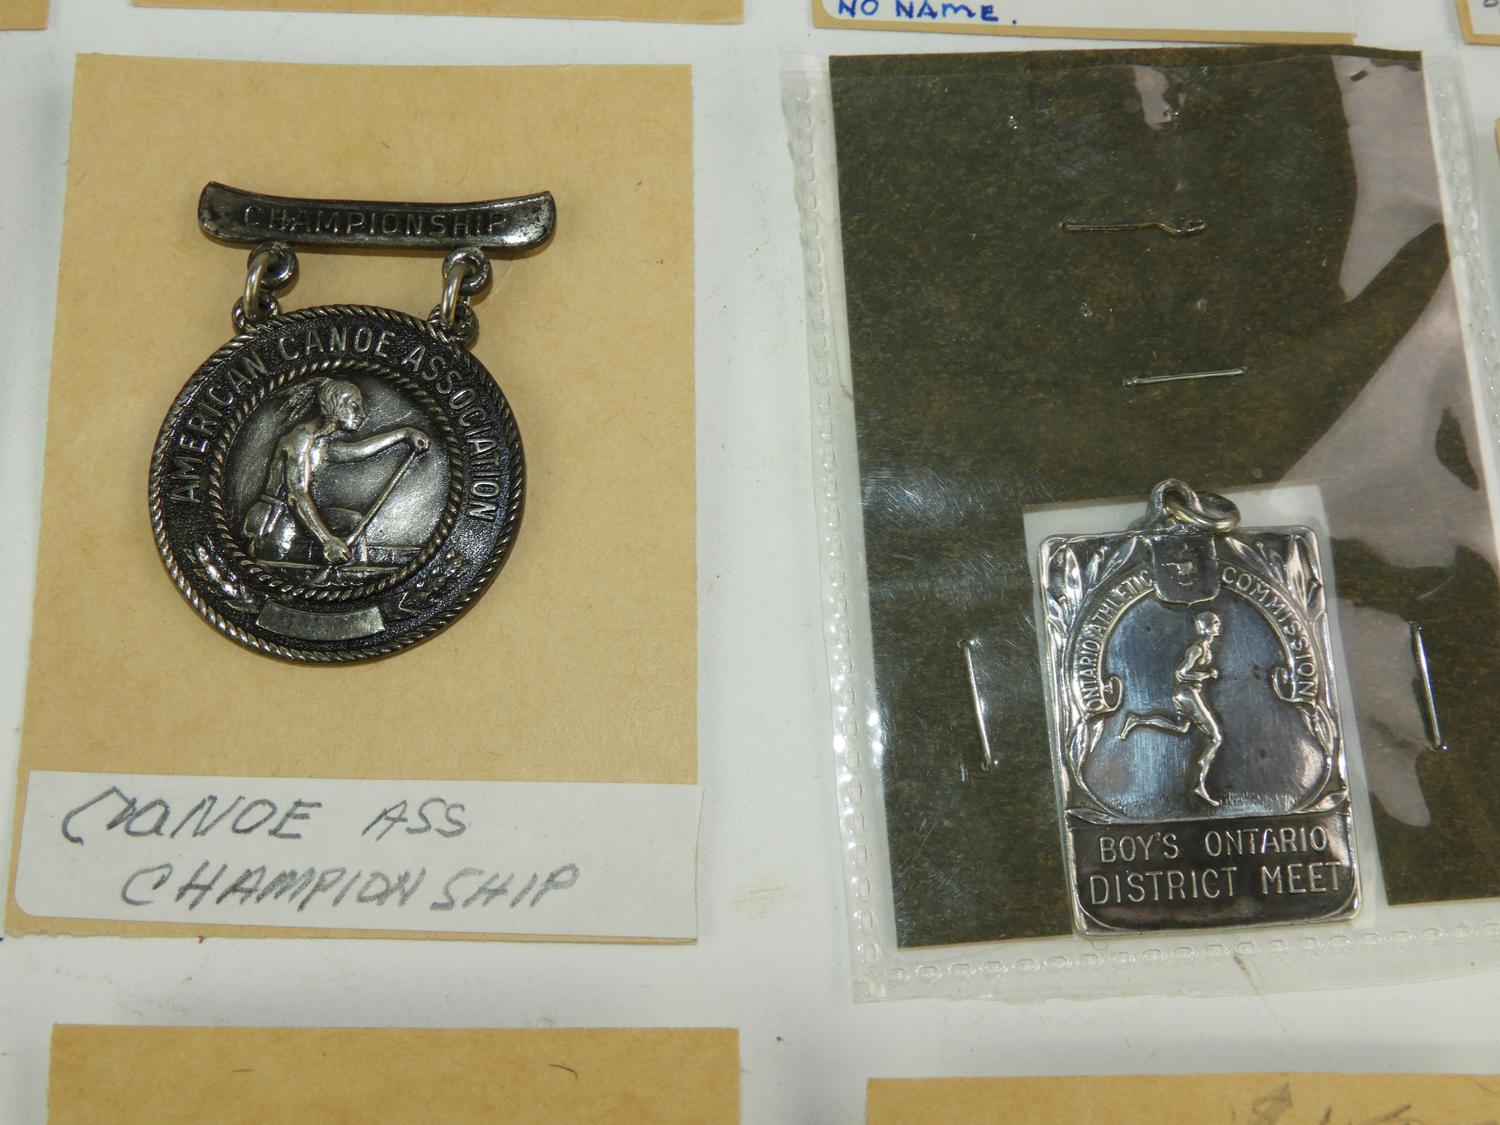 NO NAME.
CHAMPIONSHIP
AMERICAN CANOE ASSOCIATION
CANOE ASS
CHAMPIONSHIP
ONTARIO ATHLETIC COMMISSION
BOY'S ONTARIO
DISTRICT MEET